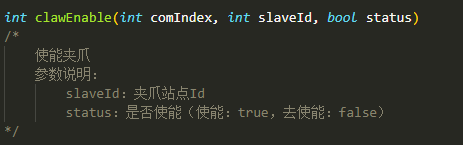 int clawEnable(int comIndex, int slaveId, bool status)
/*
    使能夹爪
    参数说明：
        slaveId：夹爪站点Id
        status：是否使能（使能：true，去使能：false）
*/